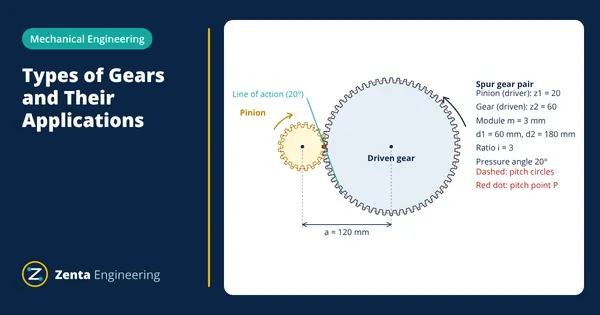 Mechanical Engineering
Types of Gears
and Their
Applications
Zenta Engineering
Line of action (20°)
Pinion
Driven gear
a = 120 mm
Spur gear pair
Pinion (driver): z1 = 20
Gear (driven): z2 = 60
Module m = 3 mm
d1 = 60 mm, d2 = 180 mm
Ratio i = 3
Pressure angle 20°
Dashed: pitch circles
Red dot: pitch point P